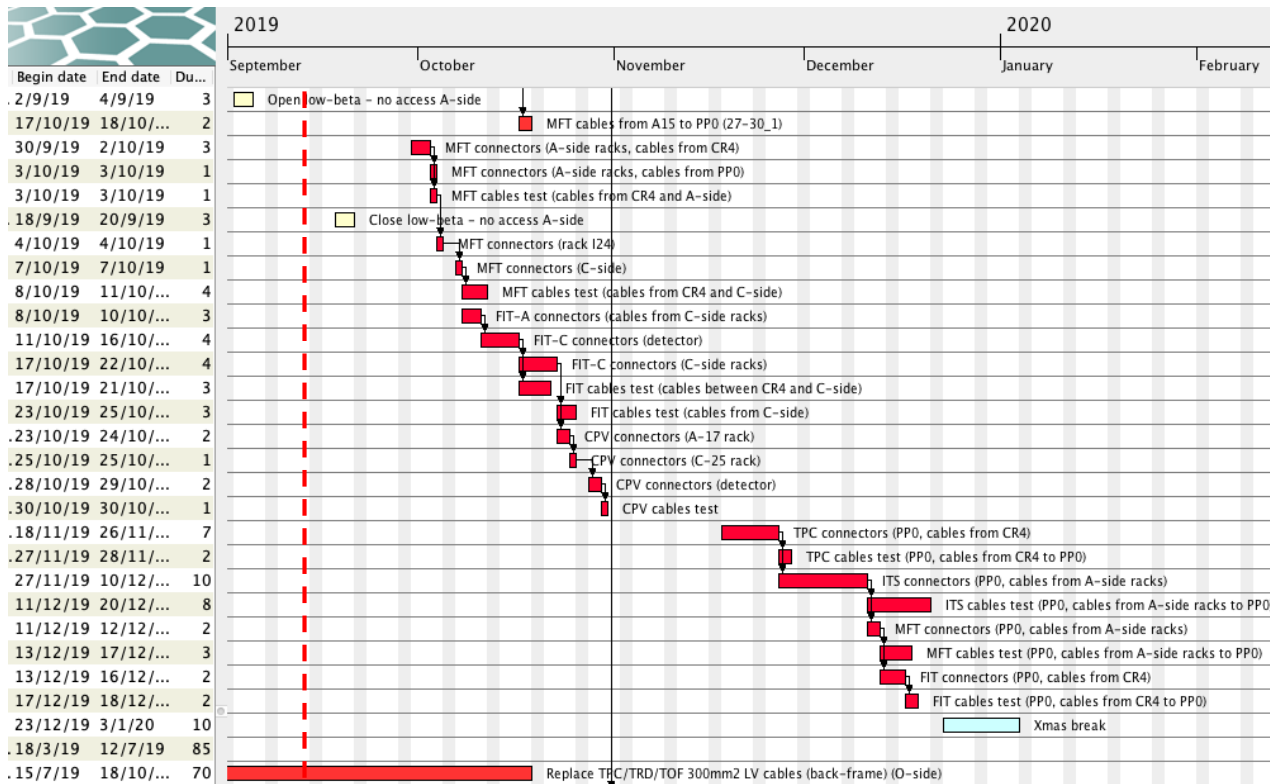 2019 2020
September October November December January February
Begin date End date Du...
. 2/9/19 4/9/19 3 Open low-beta – no access A-side
17/10/19 18/10/... 2 MFT cables from A15 to PP0 (27-30_1)
30/9/19 2/10/19 3 MFT connectors (A-side racks, cables from CR4)
3/10/19 3/10/19 1 MFT connectors (A-side racks, cables from PP0)
3/10/19 3/10/19 1 MFT cables test (cables from CR4 and A-side)
. 18/9/19 20/9/19 3 Close low-beta – no access A-side
4/10/19 4/10/19 1 MFT connectors (rack I24)
7/10/19 7/10/19 1 MFT connectors (C-side)
8/10/19 11/10/... 4 MFT cables test (cables from CR4 and C-side)
8/10/19 10/10/... 3 FIT-A connectors (cables from C-side racks)
11/10/19 16/10/... 4 FIT-C connectors (detector)
17/10/19 22/10/... 4 FIT-C connectors (C-side racks)
17/10/19 21/10/... 3 FIT cables test (cables between CR4 and C-side)
23/10/19 25/10/... 3 FIT cables test (cables from C-side)
.23/10/19 24/10/... 2 CPV connectors (A-17 rack)
.25/10/19 25/10/... 1 CPV connectors (C-25 rack)
.28/10/19 29/10/... 2 CPV connectors (detector)
.30/10/19 30/10/... 1 CPV cables test
.18/11/19 26/11/... 7 TPC connectors (PP0, cables from CR4)
.27/11/19 28/11/... 2 TPC cables test (PP0, cables from CR4 to PP0)
27/11/19 10/12/... 10 ITS connectors (PP0, cables from A-side racks)
11/12/19 20/12/... 8 ITS cables test (PP0, cables from A-side racks to PP0
11/12/19 12/12/... 2 MFT connectors (PP0, cables from A-side racks)
13/12/19 17/12/... 3 MFT cables test (PP0, cables from A-side racks to PP0)
13/12/19 16/12/... 2 FIT connectors (PP0, cables from CR4)
17/12/19 18/12/... 2 FIT cables test (PP0, cables from CR4 to PP0)
23/12/19 3/1/20 10 Xmas break
. 18/3/19 12/7/19 85
. 15/7/19 18/10/... 70 Replace TPC/TRD/TOF 300mm2 LV cables (back-frame) (O-side)